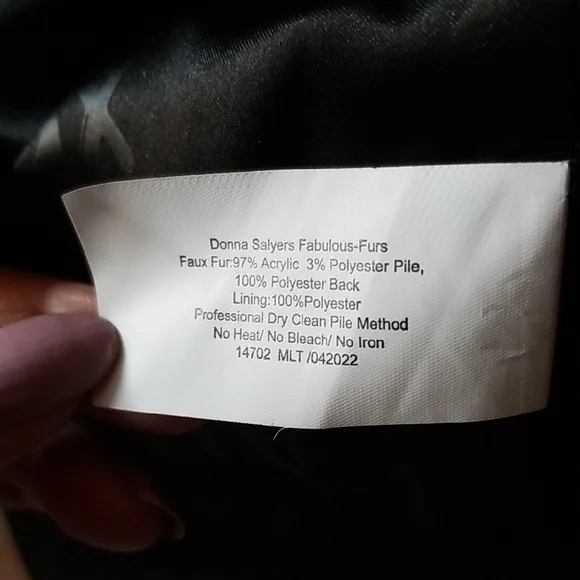 Donna Salyers Fabulous-Furs
Faux Fur:97% Acrylic 3% Polyester Pile,
100% Polyester Back
Lining:100%Polyester
Professional Dry Clean Pile Method
No Heat/ No Bleach/ No Iron
14702 MLT /042022